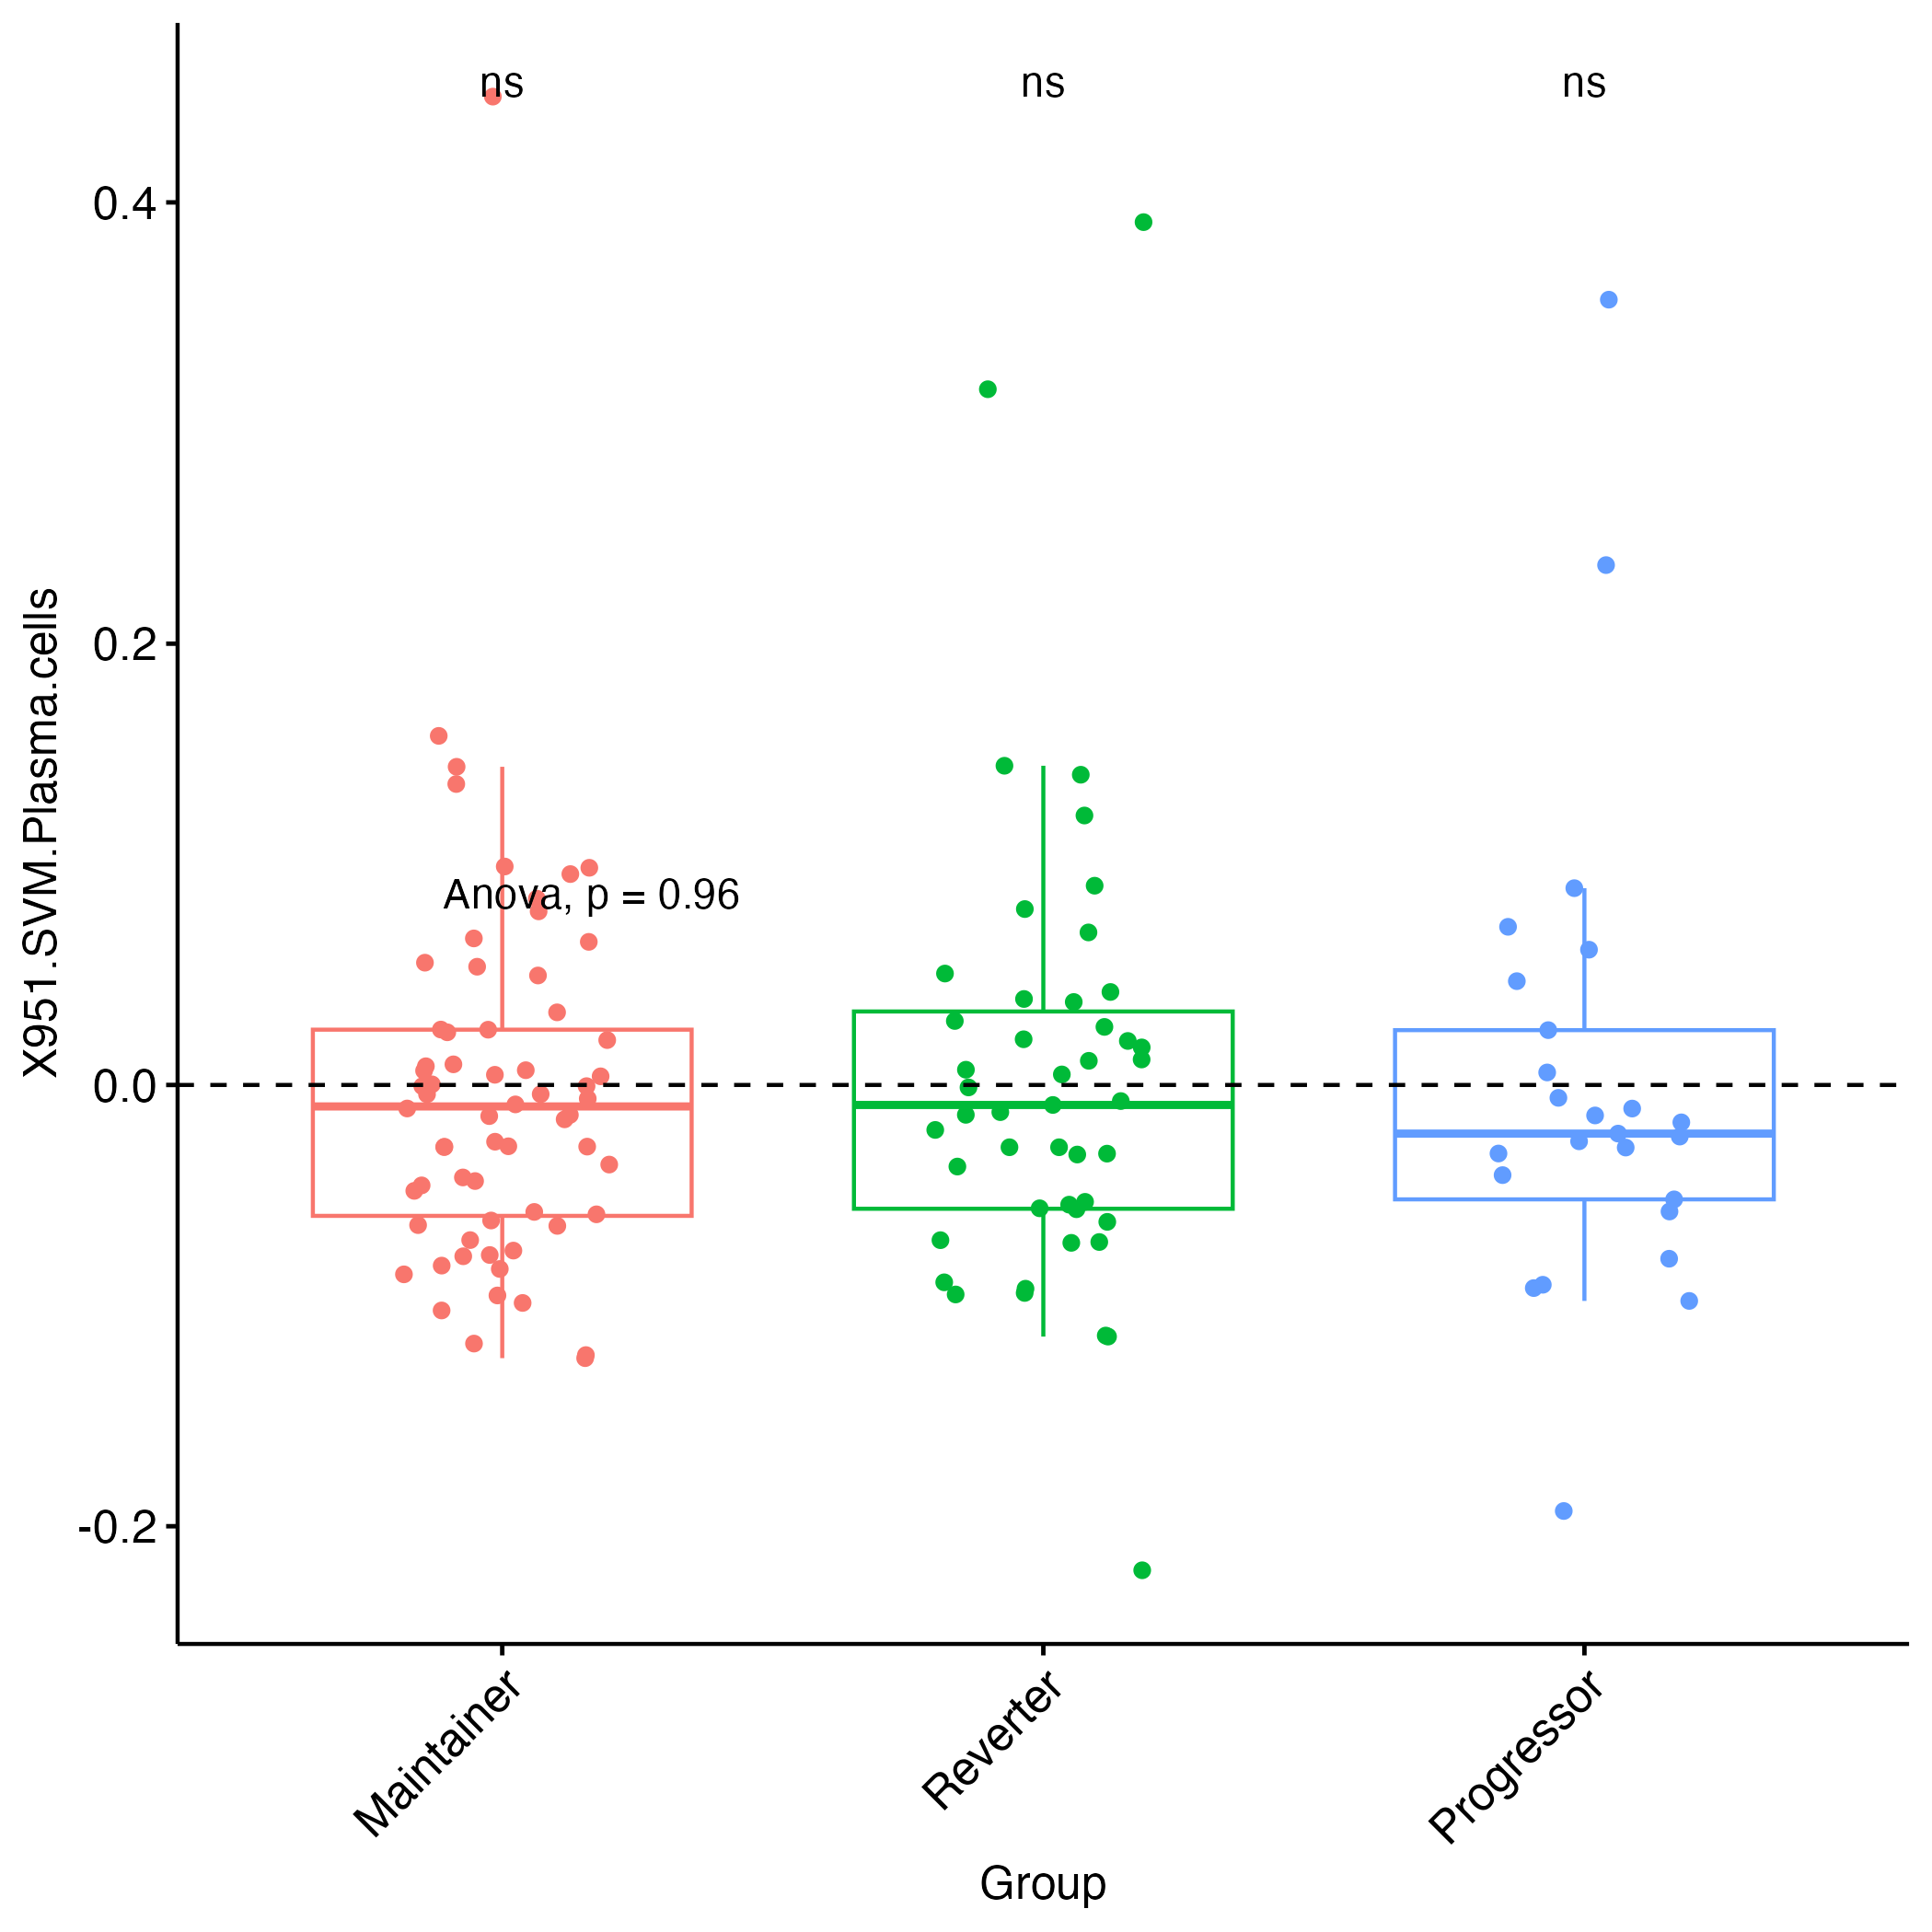 ns
ns
ns
0.4
0.2
0.0
-0.2
X951.SVM.Plasma.cells
Anova, p = 0.96
Maintainer
Reverter
Progressor
Group